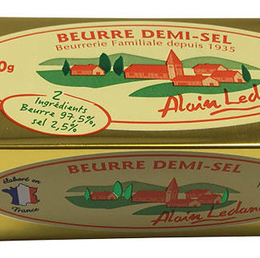 BEURRE DEMI-SEL
Beurrerie Familiale depuis 1935
0g
2
Ingrédients
Beurre 97,5%,
sel 2,5%
Alain Leda
BEURRE DEMI-SEL
élaboré en
France
Alain Ledan